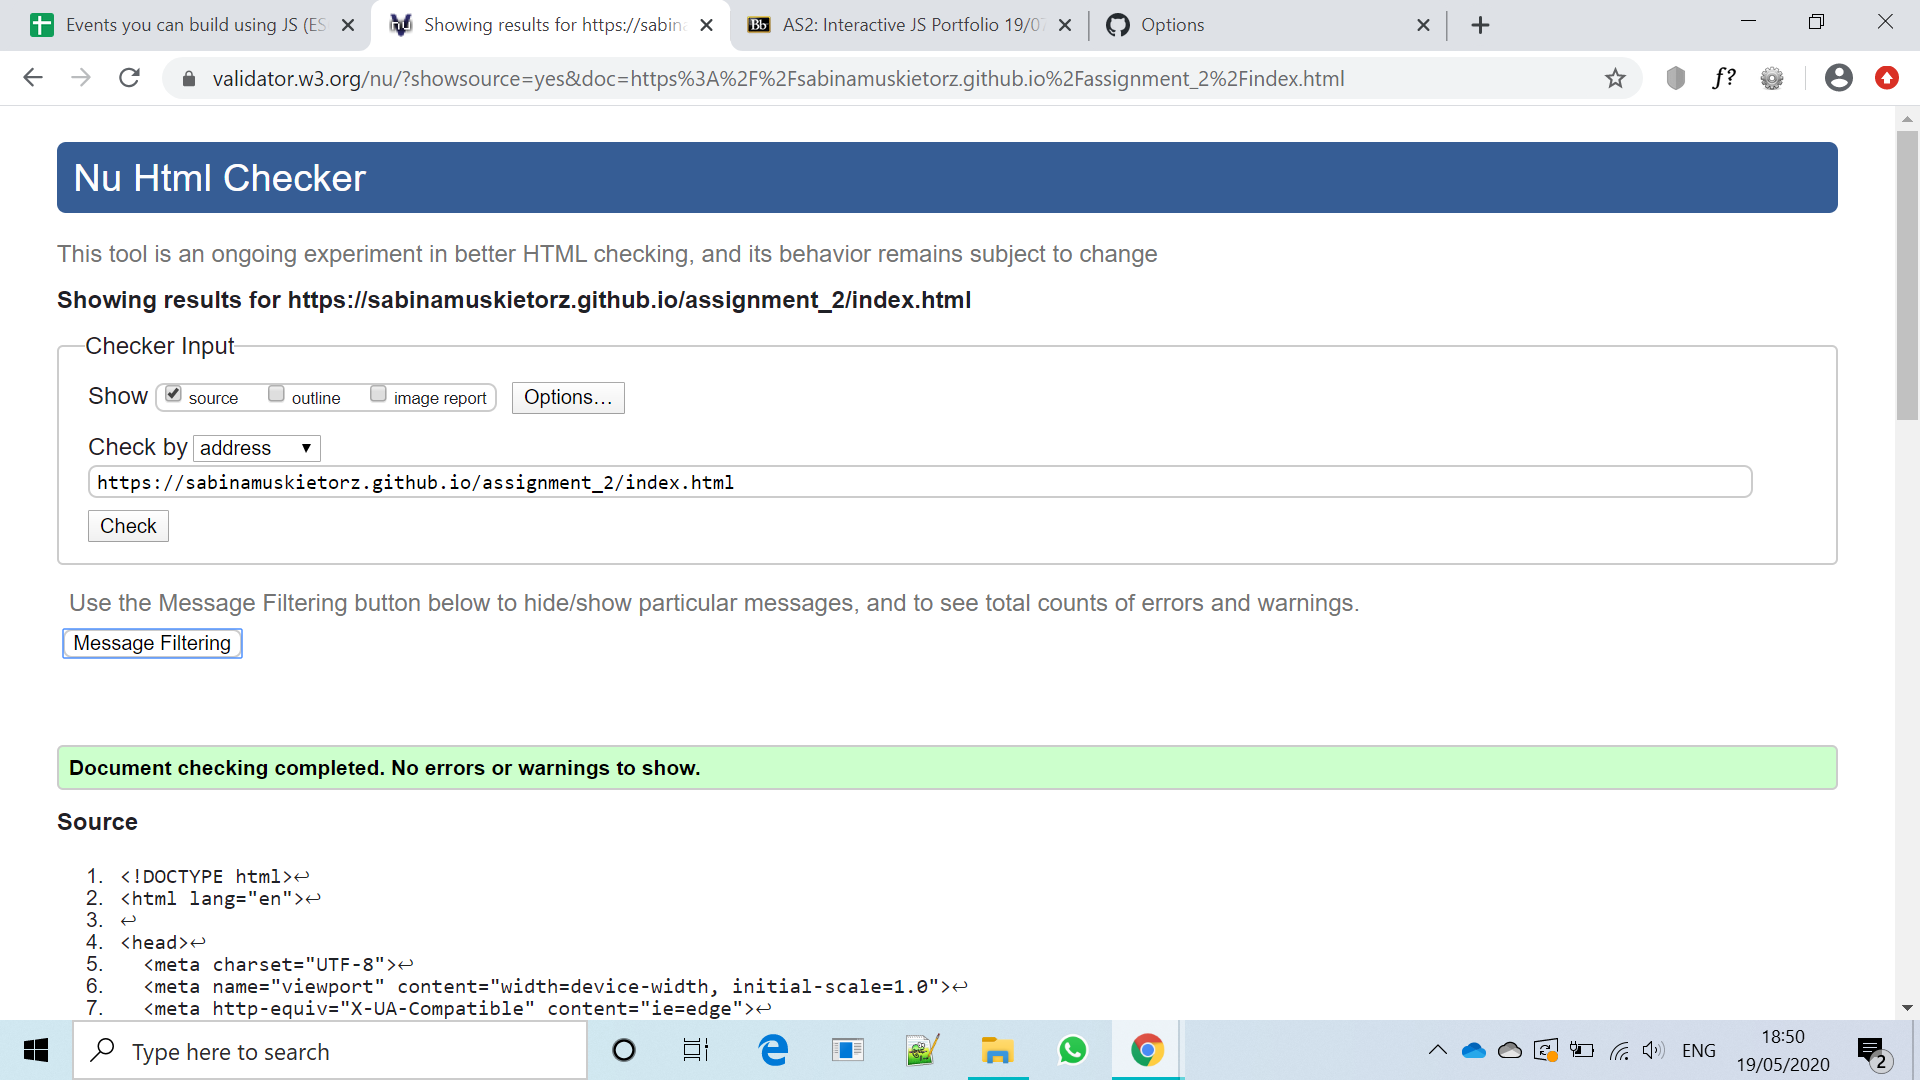 Events you can build using JS (ES
Showing results for https://sabina
AS2: Interactive JS Portfolio 19/07
Options
validator.w3.org/nu/?showsource=yes&doc=https%3A%2F%2Fsabinamuskietorz.github.io%2Fassignment_2%2Findex.html
f?
Nu Html Checker
This tool is an ongoing experiment in better HTML checking, and its behavior remains subject to change
Showing results for https://sabinamuskietorz.github.io/assignment_2/index.html
Checker Input
Show source outline image report Options...
Check by address
https://sabinamuskietorz.github.io/assignment_2/index.html
Check
Use the Message Filtering button below to hide/show particular messages, and to see total counts of errors and warnings.
Message Filtering
Document checking completed. No errors or warnings to show.
Source
1. <!DOCTYPE html>↩
2. <html lang="en">↩
3. ↩
4. <head>↩
5. <meta charset="UTF-8">↩
6. <meta name="viewport" content="width=device-width, initial-scale=1.0">↩
7. <meta http-equiv="X-UA-Compatible" content="ie=edge">↩
Type here to search
ENG
18:50
19/05/2020
2